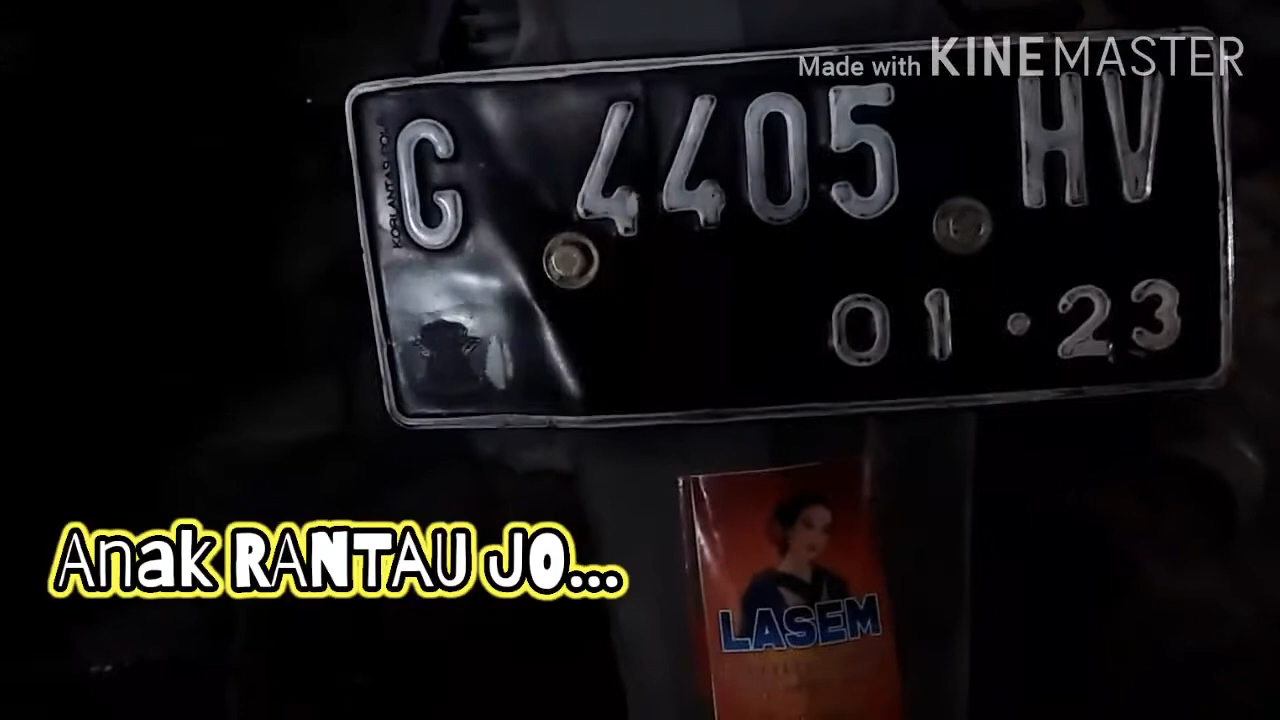 Made with KINEMASTER
G 4405 HV
01 · 23
Anak RANTAU JO...
LASEM